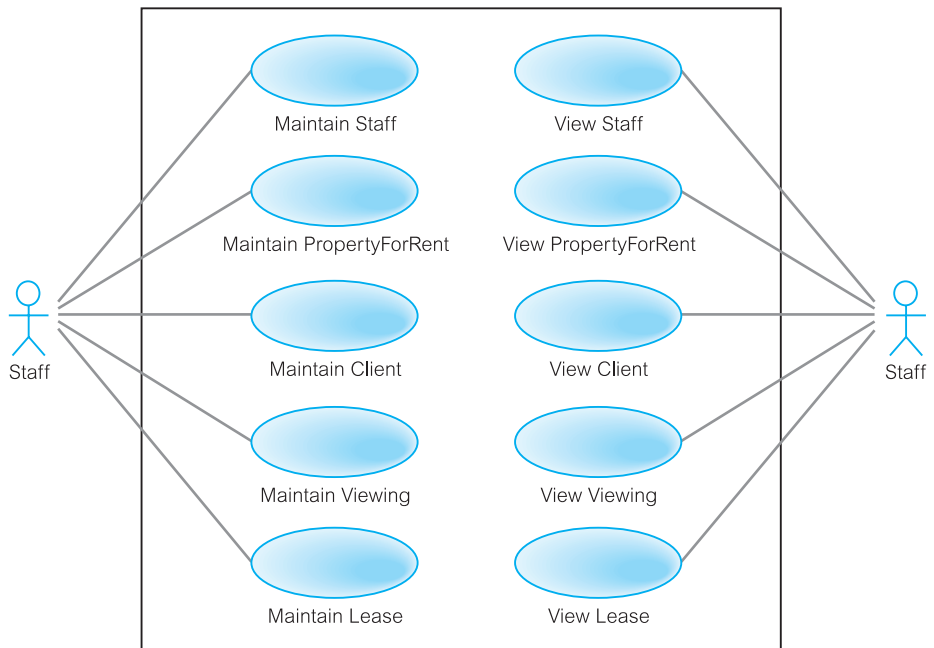 Maintain Staff
View Staff
Maintain PropertyForRent
View PropertyForRent
Staff
Maintain Client
View Client
Staff
Maintain Viewing
View Viewing
Maintain Lease
View Lease